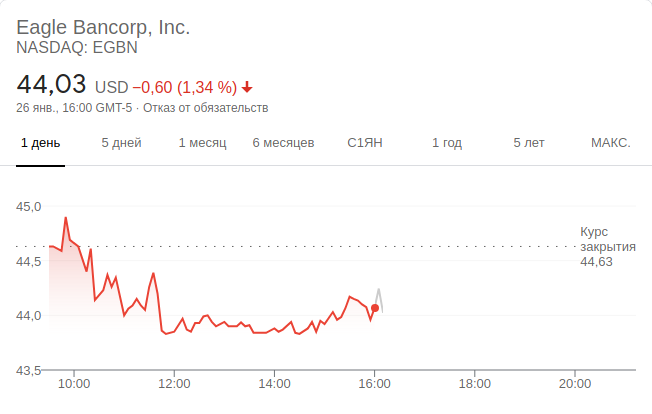 Eagle Bancorp, Inc.
NASDAQ: EGBN
44,03 USD −0,60 (1,34 %)
26 янв., 16:00 GMT-5 · Отказ от обязательств
1 день 5 дней 1 месяц 6 месяцев С1ЯН 1 год 5 лет МАКС.
45,0
Курс
закрытия
44,63
44,5
44,0
43,5
10:00 12:00 14:00 16:00 18:00 20:00